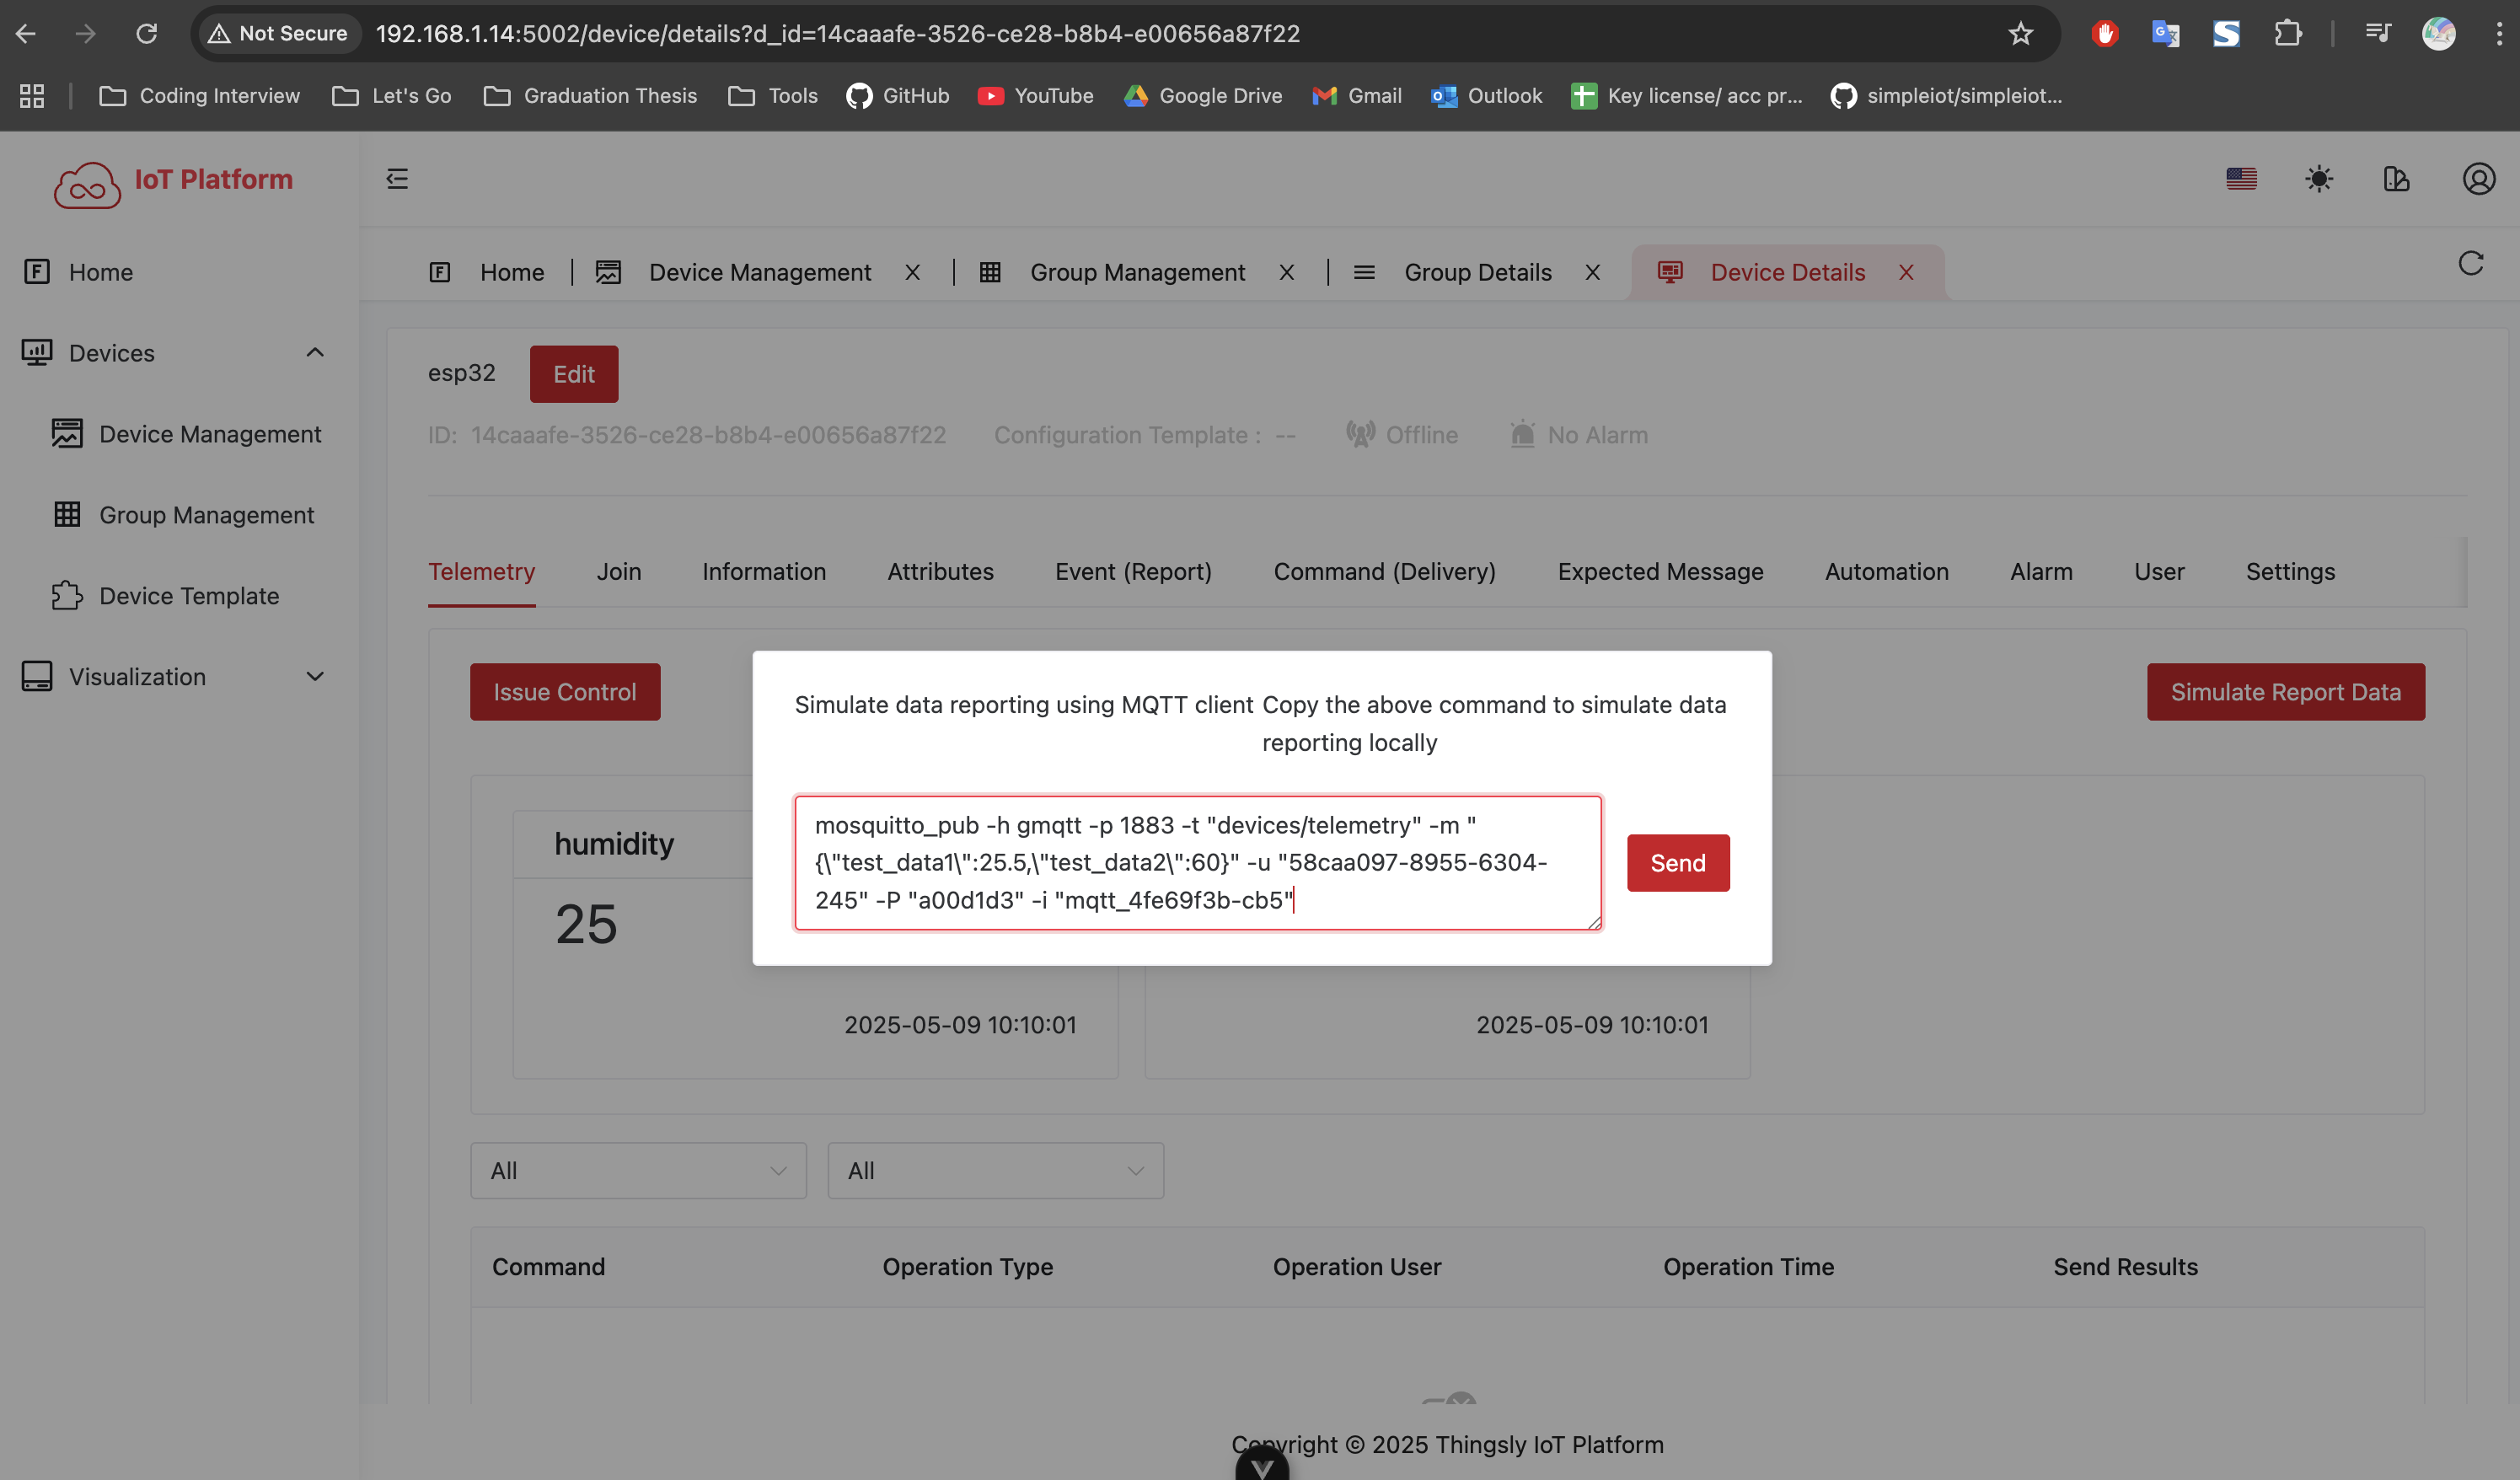 Not Secure
192.168.1.14:5002/device/details?d_id=14caaafe-3526-ce28-b8b4-e00656a87f22
Coding Interview
Let's Go
Graduation Thesis
Tools
GitHub
YouTube
Google Drive
Gmail
Outlook
Key license/ acc pr...
simpleiot/simpleiot...
IoT Platform
Home
Devices
Device Management
Group Management
Device Template
Visualization
Home
Device Management X
Group Management X
Group Details X
Device Details X
esp32
Edit
ID: 14caaafe-3526-ce28-b8b4-e00656a87f22
Configuration Template : --
Offline
No Alarm
Telemetry
Join
Information
Attributes
Event (Report)
Command (Delivery)
Expected Message
Automation
Alarm
User
Settings
Issue Control
Simulate Report Data
Simulate data reporting using MQTT client
Copy the above command to simulate data
reporting locally
mosquitto_pub -h gmqtt -p 1883 -t "devices/telemetry" -m "
{\"test_data1\":25.5,\"test_data2\":60}" -u "58caa097-8955-6304-
245" -P "a00d1d3" -i "mqtt_4fe69f3b-cb5"
Send
humidity
25
2025-05-09 10:10:01
2025-05-09 10:10:01
All
All
Command
Operation Type
Operation User
Operation Time
Send Results
Copyright © 2025 Thingsly IoT Platform